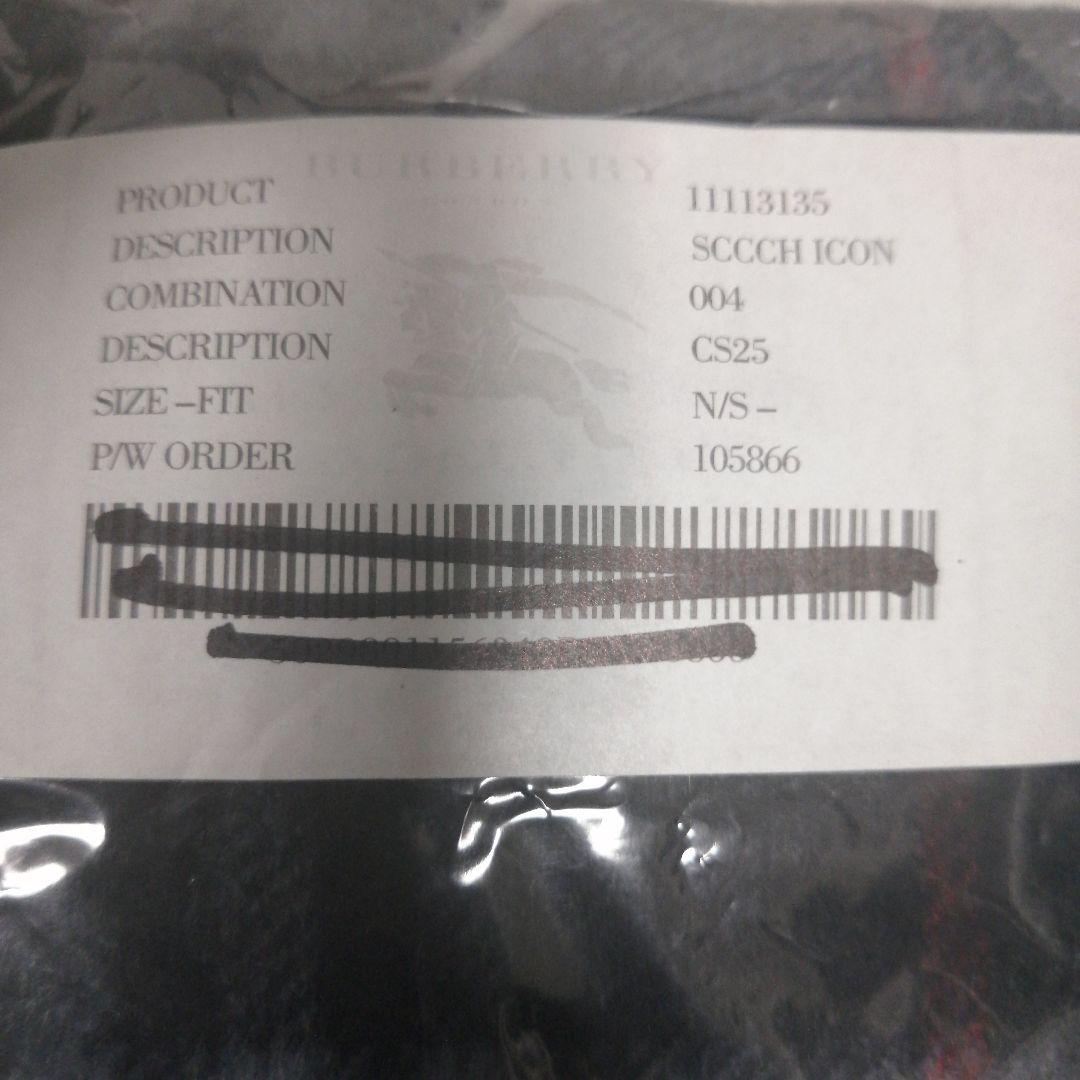 BURBERRY
PRODUCT 11113135
DESCRIPTION SCCCH ICON
COMBINATION 004
DESCRIPTION CS25
SIZE –FIT N/S –
P/W ORDER 105866